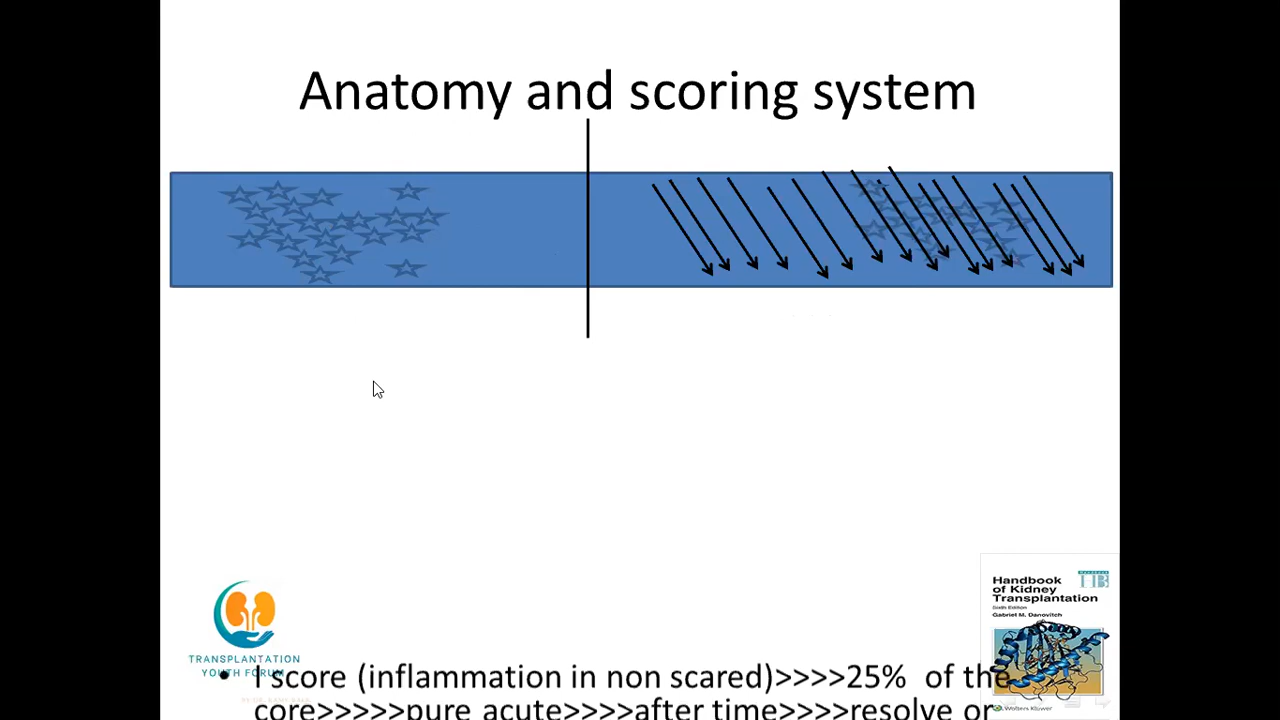 Anatomy and scoring system
Handbook
of Kidney
Transplantation
Sixth Edition
Gabriel M. Danovitch
TRANSPLANTATION
YOUTH FORUM
• I score (inflammation in non scared)>>>>25% of the
core>>>>>pure acute>>>>after time>>>>resolve or
Wolters Kluwer